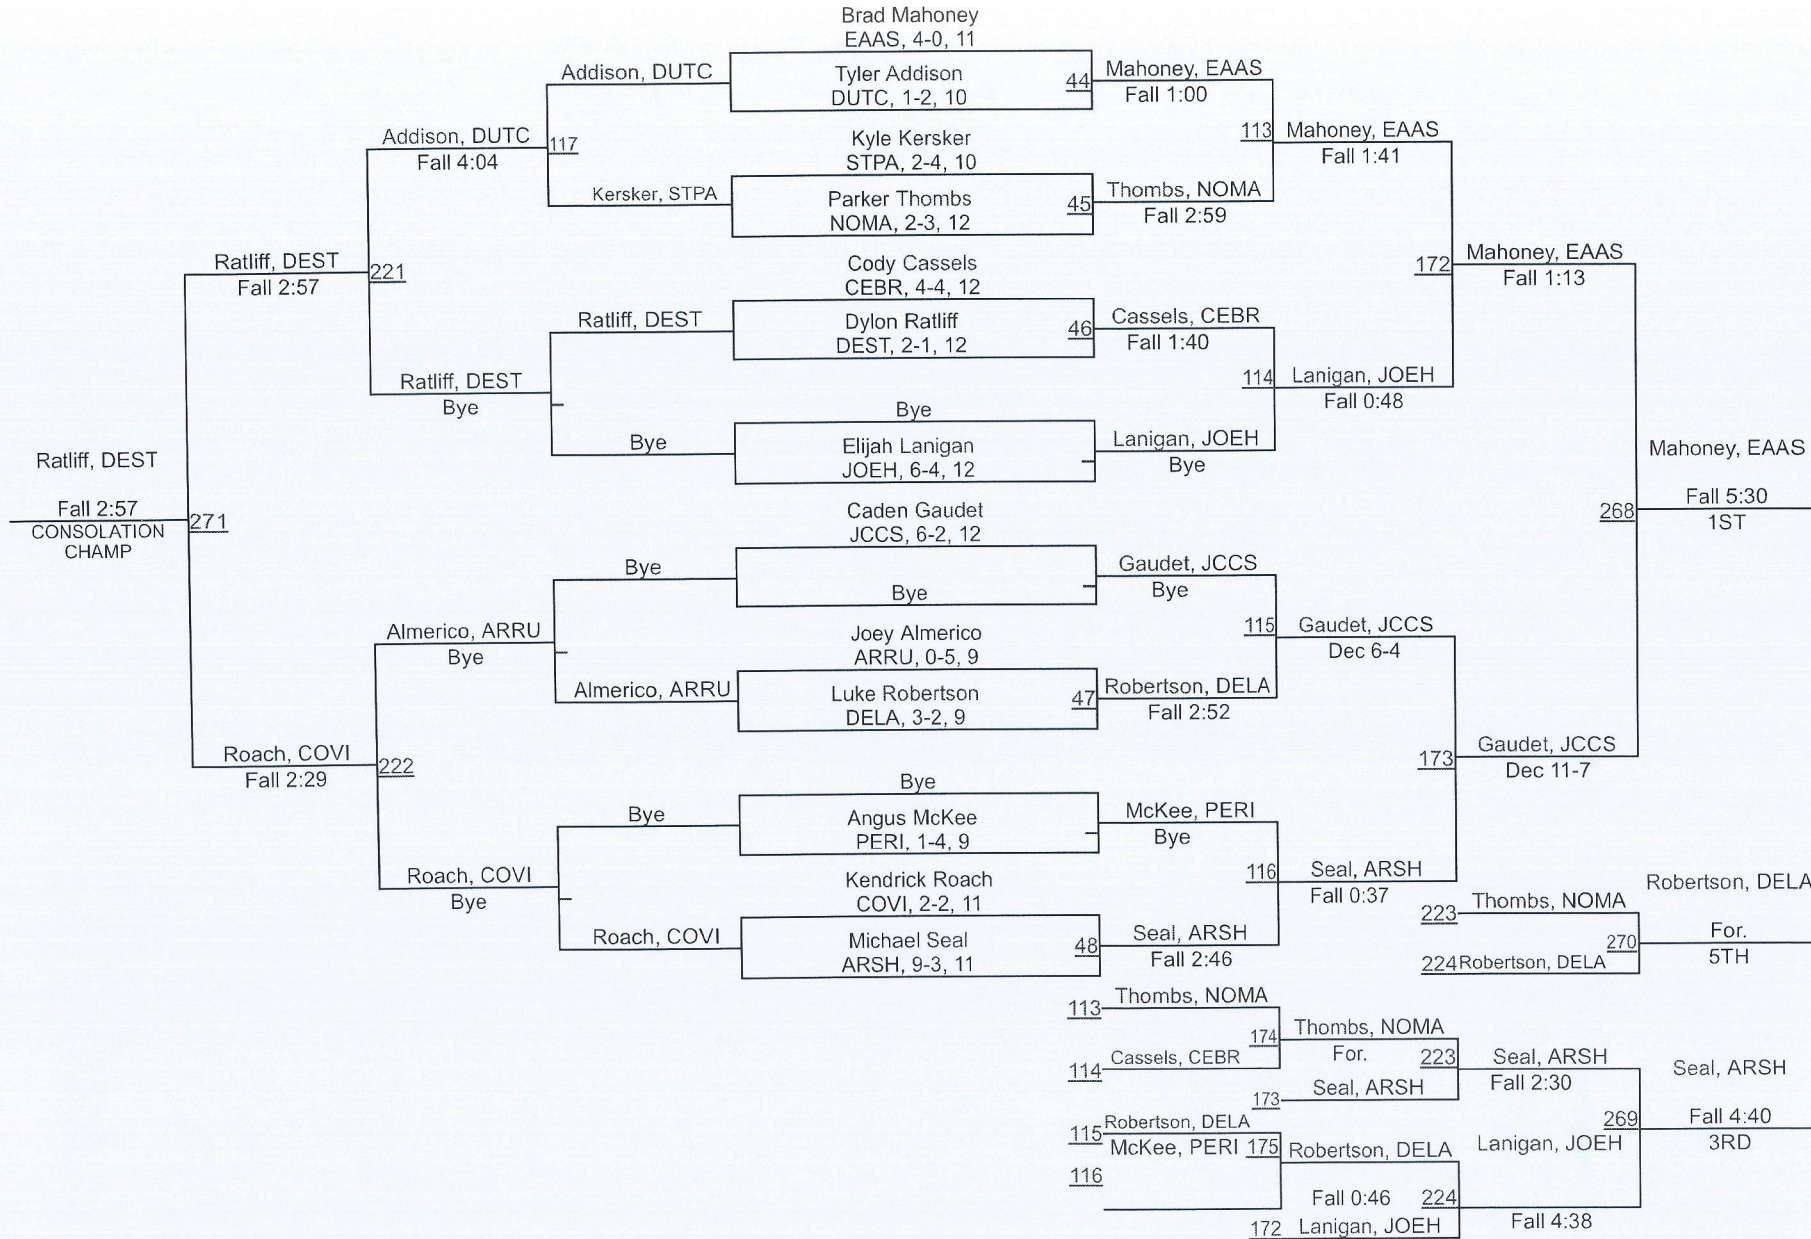 Brad Mahoney
EAAS, 4-0, 11
Addison, DUTC
Tyler Addison
DUTC, 1-2, 10
44
Mahoney, EAAS
Fall 1:00
Addison, DUTC
Fall 4:04
117
Kyle Kersker
STPA, 2-4, 10
113
Mahoney, EAAS
Fall 1:41
Kersker, STPA
Parker Thombs
NOMA, 2-3, 12
45
Thombs, NOMA
Fall 2:59
Ratliff, DEST
Fall 2:57
221
Cody Cassels
CEBR, 4-4, 12
172
Mahoney, EAAS
Fall 1:13
Ratliff, DEST
Dylon Ratliff
DEST, 2-1, 12
46
Cassels, CEBR
Fall 1:40
Ratliff, DEST
Bye
114
Lanigan, JOEH
Fall 0:48
Bye
Bye
Elijah Lanigan
JOEH, 6-4, 12
Lanigan, JOEH
Bye
Ratliff, DEST
Fall 2:57
CONSOLATION
CHAMP
271
Mahoney, EAAS
268
Fall 5:30
1ST
Caden Gaudet
JCCS, 6-2, 12
Bye
Bye
Gaudet, JCCS
Bye
Almerico, ARRU
Bye
Joey Almerico
ARRU, 0-5, 9
115
Gaudet, JCCS
Dec 6-4
Almerico, ARRU
Luke Robertson
DELA, 3-2, 9
47
Robertson, DELA
Fall 2:52
Roach, COVI
Fall 2:29
222
173
Gaudet, JCCS
Dec 11-7
Bye
Bye
Angus McKee
PERI, 1-4, 9
McKee, PERI
Bye
Roach, COVI
Bye
Kendrick Roach
COVI, 2-2, 11
116
Seal, ARSH
Fall 0:37
Roach, COVI
Michael Seal
ARSH, 9-3, 11
48
Seal, ARSH
Fall 2:46
223
Thombs, NOMA
Robertson, DELA
270
For.
5TH
224
Robertson, DELA
113
Thombs, NOMA
174
Thombs, NOMA
For.
114
Cassels, CEBR
223
Seal, ARSH
Fall 2:30
173
Seal, ARSH
Seal, ARSH
269
Fall 4:40
3RD
115
Robertson, DELA
McKee, PERI
175
Robertson, DELA
Lanigan, JOEH
116
Fall 0:46
224
Fall 4:38
172
Lanigan, JOEH